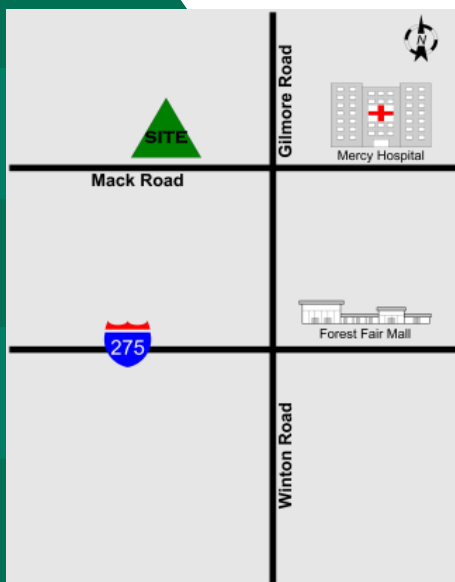 N
Gilmore Road
SITE
Mercy Hospital
Mack Road
Forest Fair Mall
275
Winton Road